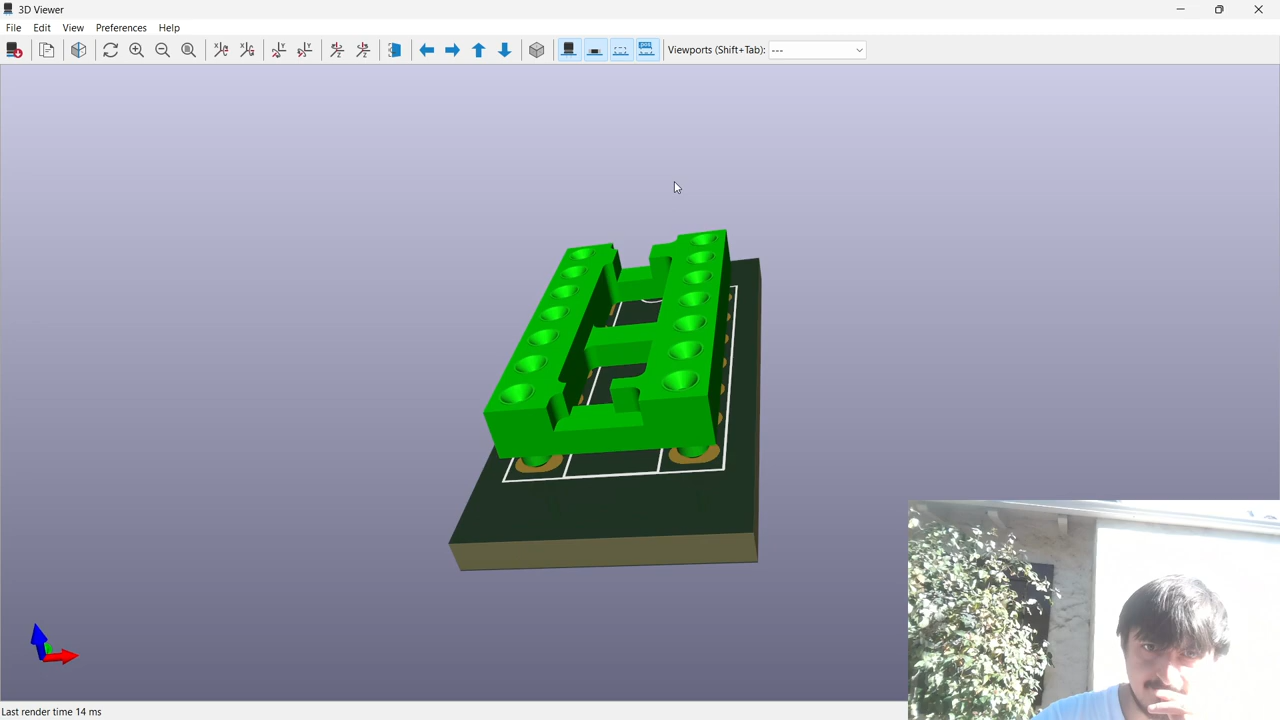 3D Viewer
File Edit View Preferences Help
Viewports (Shift+Tab): ---
Last render time 14 ms